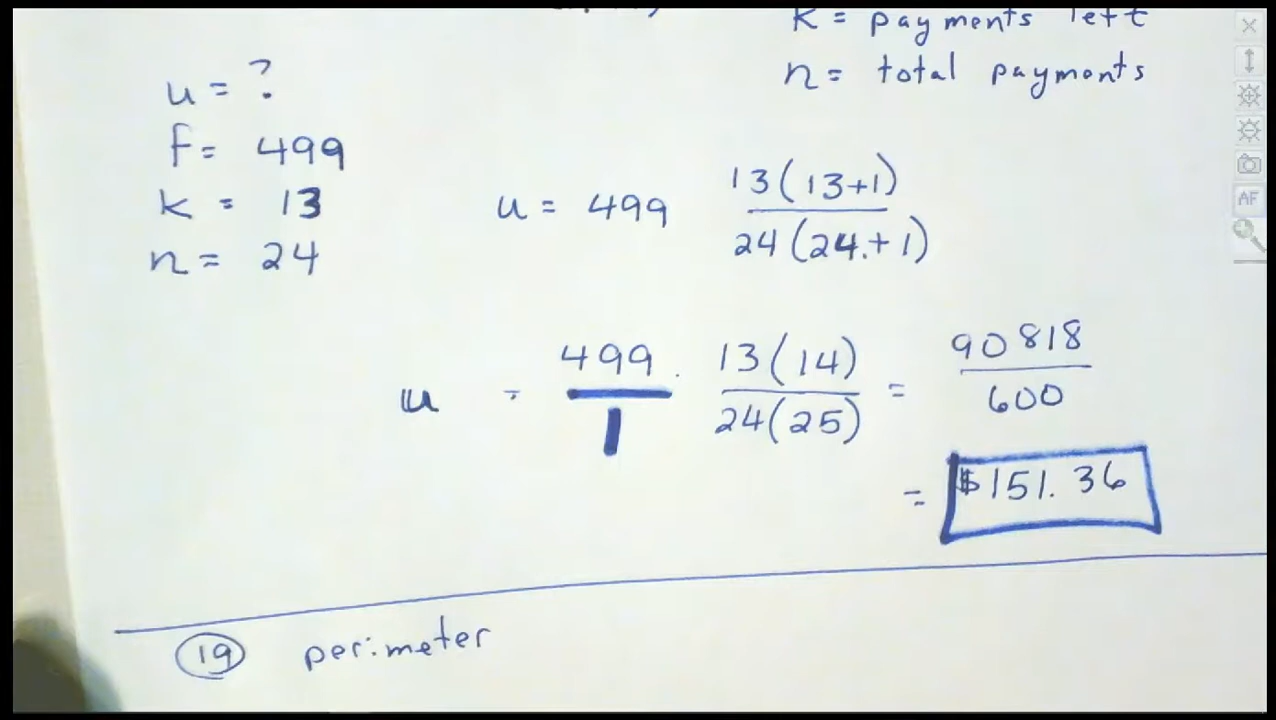 k = payments left
n = total payments
u = ?
f = 499
k = 13
n = 24
u = 499 13(13+1)
24(24+1)
u = 499 . 13(14) = 90818
1 24(25) 600
= $151.36
19 perimeter
AF